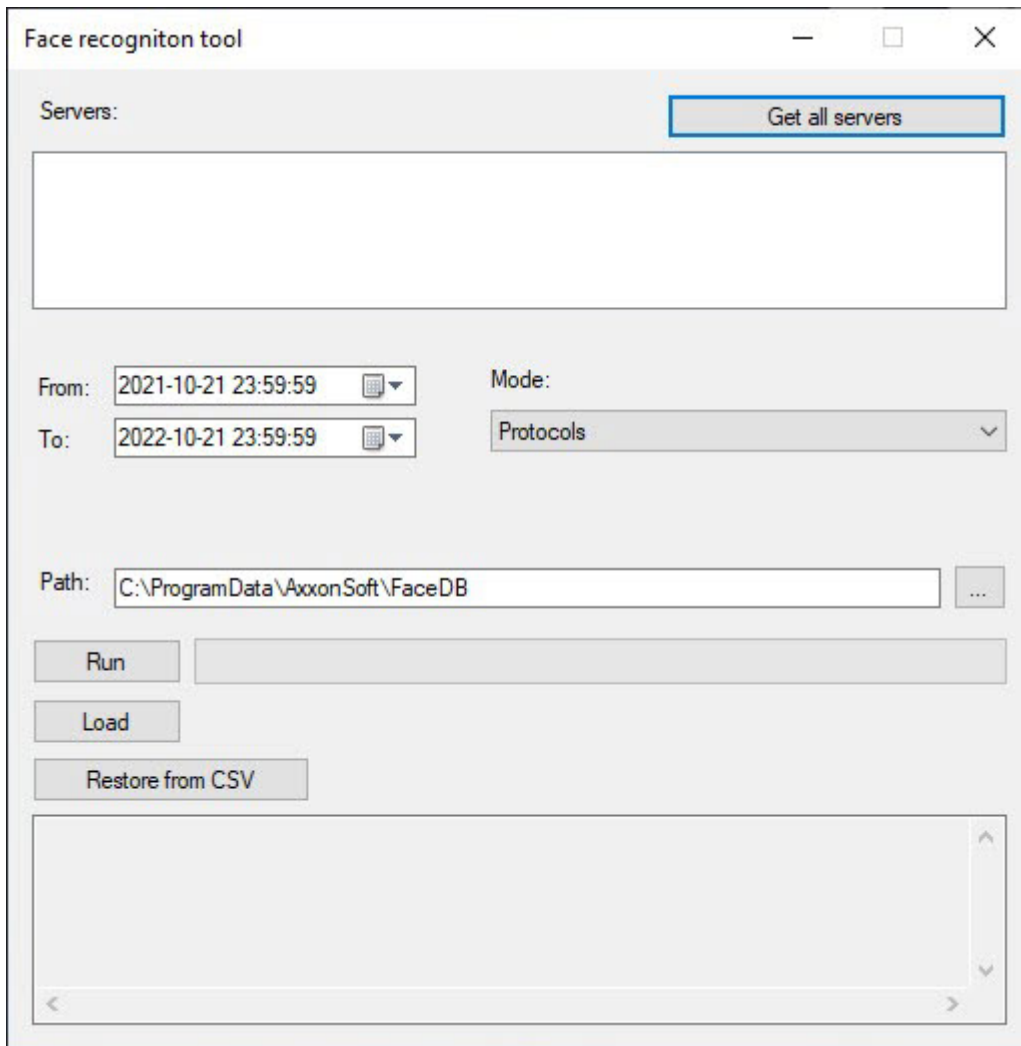 Face recogniton tool
Servers:
Get all servers
From:
2021-10-21 23:59:59
Mode:
To:
2022-10-21 23:59:59
Protocols
Path:
C:\ProgramData\AxxonSoft\FaceDB
...
Run
Load
Restore from CSV